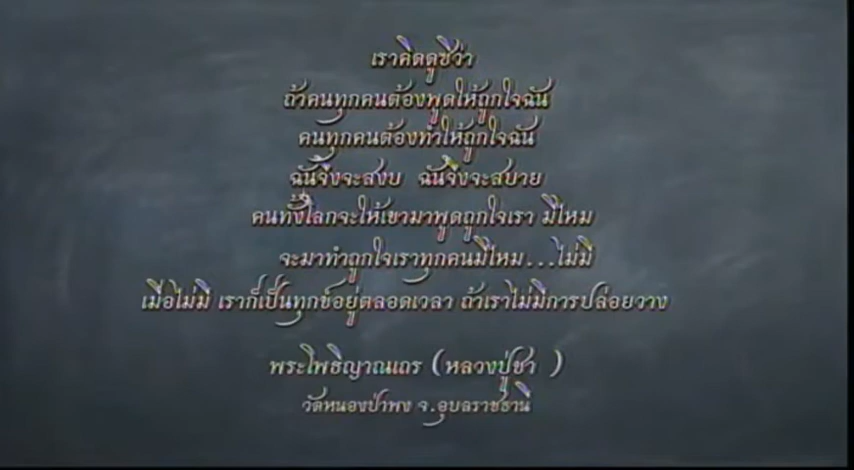 เราคิดดูซิว่า
ถ้าคนทุกคนต้องพูดให้ถูกใจฉัน
คนทุกคนต้องทำให้ถูกใจฉัน
ฉันจึงจะสงบ ฉันจึงจะสบาย
คนทั้งโลกจะให้เขามาพูดถูกใจเรา มีไหม
จะมาทำถูกใจเราทุกคนมีไหม...ไม่มี
เมื่อไม่มี เราก็เป็นทุกข์อยู่ตลอดเวลา ถ้าเราไม่มีการปล่อยวาง
พระโพธิญาณเถร (หลวงปู่ชา )
วัดหนองป่าพง จ.อุบลราชธานี